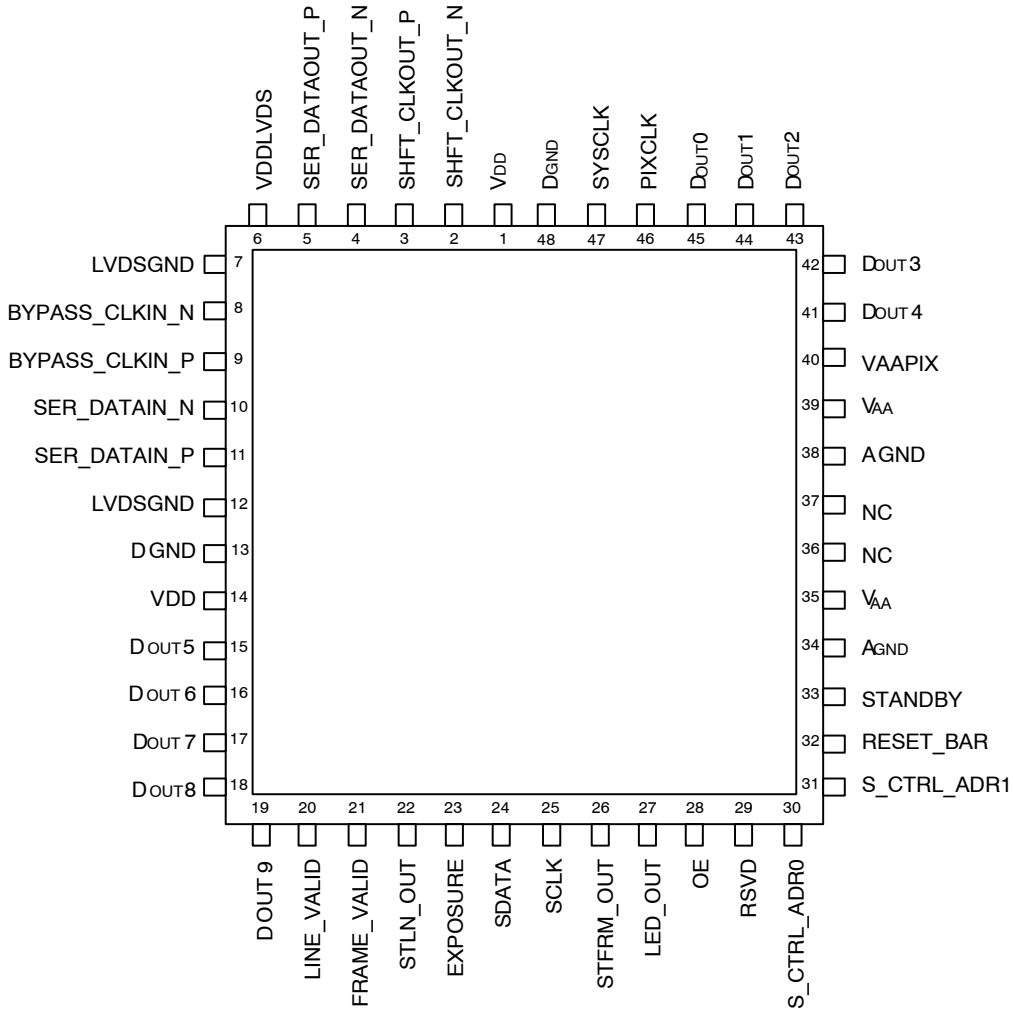 VDDLVDS
SER_DATAOUT_P
SER_DATAOUT_N
SHFT_CLKOUT_P
SHFT_CLKOUT_N
VDD
DGND
SYSCLK
PIXCLK
DOUT0
DOUT1
DOUT2
6 5 4 3 2 1 48 47 46 45 44 43
LVDSGND 7
BYPASS_CLKIN_N 8
BYPASS_CLKIN_P 9
SER_DATAIN_N 10
SER_DATAIN_P 11
LVDSGND 12
DGND 13
VDD 14
DOUT5 15
DOUT6 16
DOUT7 17
DOUT8 18
42 DOUT3
41 DOUT4
40 VAAPIX
39 VAA
38 AGND
37 NC
36 NC
35 VAA
34 AGND
33 STANDBY
32 RESET_BAR
31 S_CTRL_ADR1
19 20 21 22 23 24 25 26 27 28 29 30
DOUT 9
LINE_VALID
FRAME_VALID
STLN_OUT
EXPOSURE
SDATA
SCLK
STFRM_OUT
LED_OUT
OE
RSVD
S_CTRL_ADR0